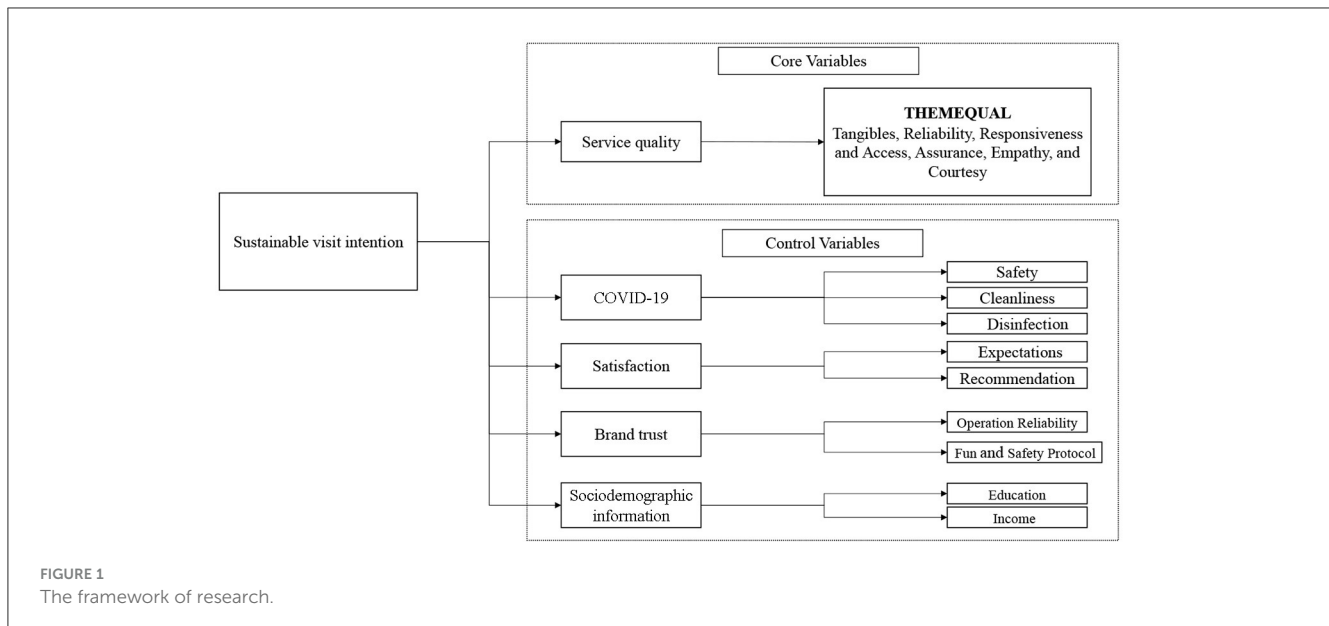 Core Variables
THEMEQUAL
Tangibles, Reliability, Responsiveness
and Access, Assurance, Empathy, and
Courtesy
Service quality
Sustainable visit intention
Control Variables
Safety
COVID-19
Cleanliness
Disinfection
Expectations
Satisfaction
Recommendation
Operation Reliability
Brand trust
Fun and Safety Protocol
Sociodemographic
information
Education
Income
FIGURE 1
The framework of research.